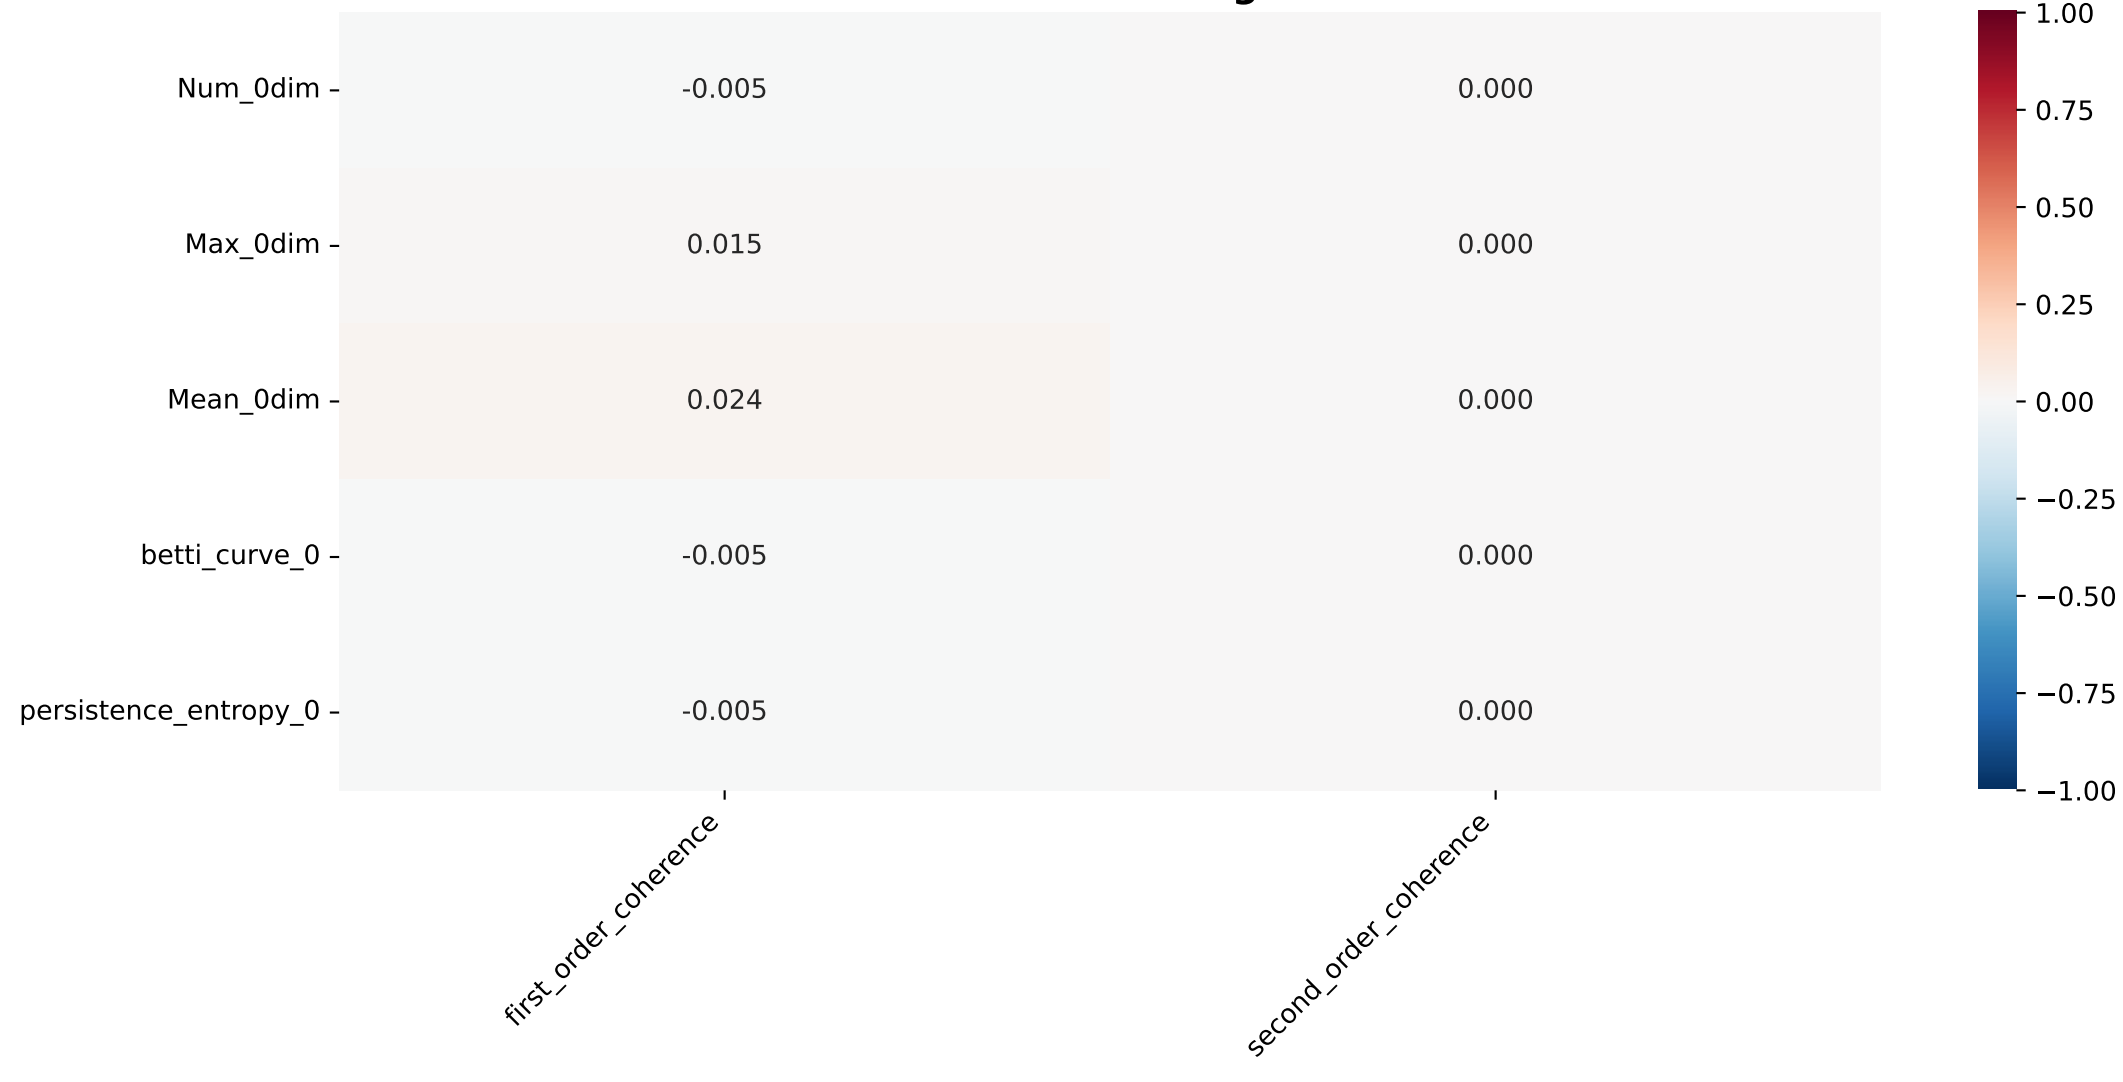 Num_0dim
-0.005
0.000
Max_0dim
0.015
0.000
Mean_0dim
0.024
0.000
betti_curve_0
-0.005
0.000
persistence_entropy_0
-0.005
0.000
first_order_coherence
second_order_coherence
1.00
0.75
0.50
0.25
0.00
−0.25
−0.50
−0.75
−1.00